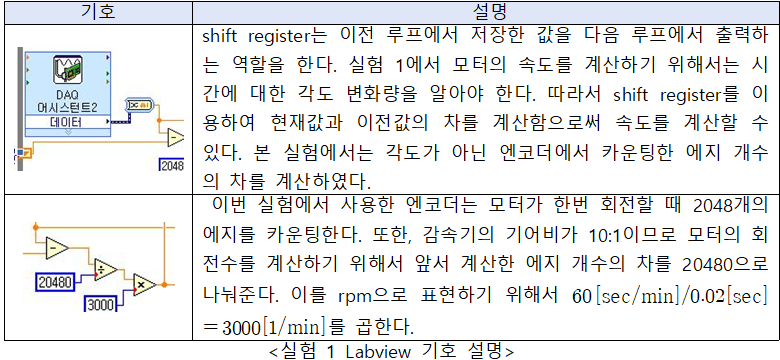 기호 설명
DAQ
어시스턴트2
데이터
2048
shift register는 이전 루프에서 저장한 값을 다음 루프에서 출력하
는 역할을 한다. 실험 1에서 모터의 속도를 계산하기 위해서는 시
간에 대한 각도 변화량을 알아야 한다. 따라서 shift register를 이
용하여 현재값과 이전값의 차를 계산함으로써 속도를 계산할 수
있다. 본 실험에서는 각도가 아닌 엔코더에서 카운팅한 에지 개수
의 차를 계산하였다.
20480
3000
이번 실험에서 사용한 엔코더는 모터가 한번 회전할 때 2048개의
에지를 카운팅한다. 또한, 감속기의 기어비가 10:1이므로 모터의 회
전수를 계산하기 위해서 앞서 계산한 에지 개수의 차를 20480으로
나눠준다. 이를 rpm으로 표현하기 위해서 60[sec/min]/0.02[sec]
=3000[1/min]를 곱한다.
<실험 1 Labview 기호 설명>